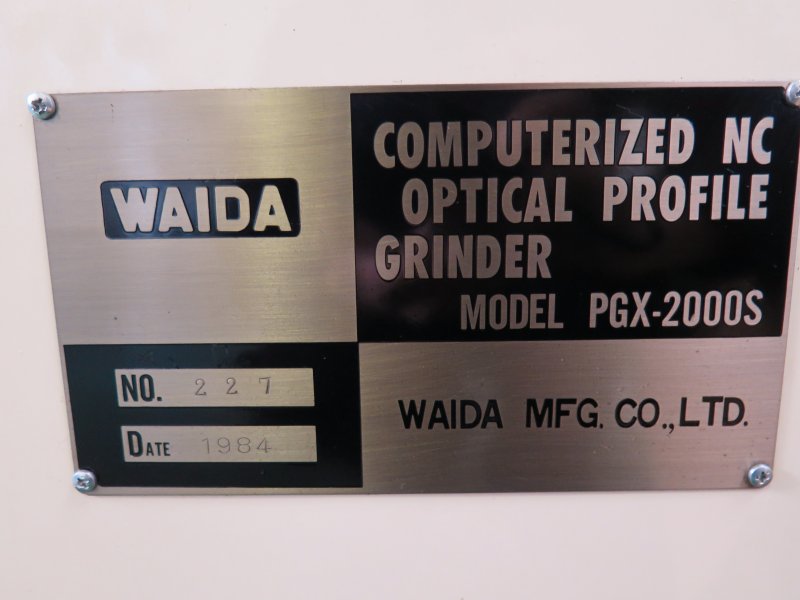 WAIDA
COMPUTERIZED NC
OPTICAL PROFILE
GRINDER
MODEL PGX-2000S
NO. 227
DATE 1984
WAIDA MFG. CO., LTD.